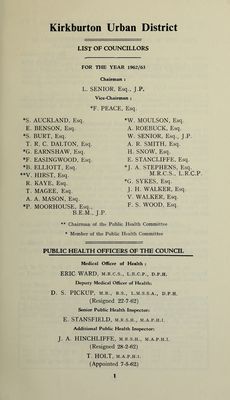 Kirkburton Urban District
LIST OF COUNCILLORS
FOR THE YEAR 1962/63
Chairman :
L. SENIOR, Esq., J.P.
Vice-Chairman :
*F. PEACE, Esq.
*S. AUCKLAND, Esq.
E. BENSON, Esq.
*S. BURT, Esq.
T. R. C. DALTON, Esq.
*G. EARNSHAW, Esq.
*F. EASINGWOOD, Esq.
*B. ELLIOTT, Esq.
**V. HIRST, Esq.
R. KAYE, Esq.
T. MAGEE, Esq.
A. A. MASON, Esq.
*P. MOORHOUSE, Esq.,
B.E.M., J.P.
*W. MOULSON, Esq.
A. ROEBUCK, Esq.
W. SENIOR, Esq., J.P.
A. R. SMITH, Esq.
H. SNOW, Esq.
E. STANCLIFFE, Esq.
*J. A. STEPHENS, Esq.,
M.R.C.S., L.R.C.P.
*G. SYKES, Esq.
J. H. WALKER, Esq.
V. WALKER, Esq.
F. S. WOOD, Esq.
** Chairman of the Public Health Committee
* Member of the Public Health Committee
PUBLIC HEALTH OFFICERS OF THE COUNCIL
Medical Officer of Health :
ERIC WARD, M.R.C.S., L.R.C.P., D.P.H.
Deputy Medical Officer of Health:
D. S. PICKUP, M.B., B.S., L.M.S.S.A., D.P.H.
(Resigned 22-7-62)
Senior Public Health Inspector:
E. STANSFIELD, M.R.S.H., M.A.P.H.I.
Additional Public Health Inspector:
J. A. HINCHLIFFE, M.R.S.H., M.A.P.H.I.
(Resigned 28-2-62)
T. HOLT, M.A.P.H.I.
(Appointed 7-5-62)
1